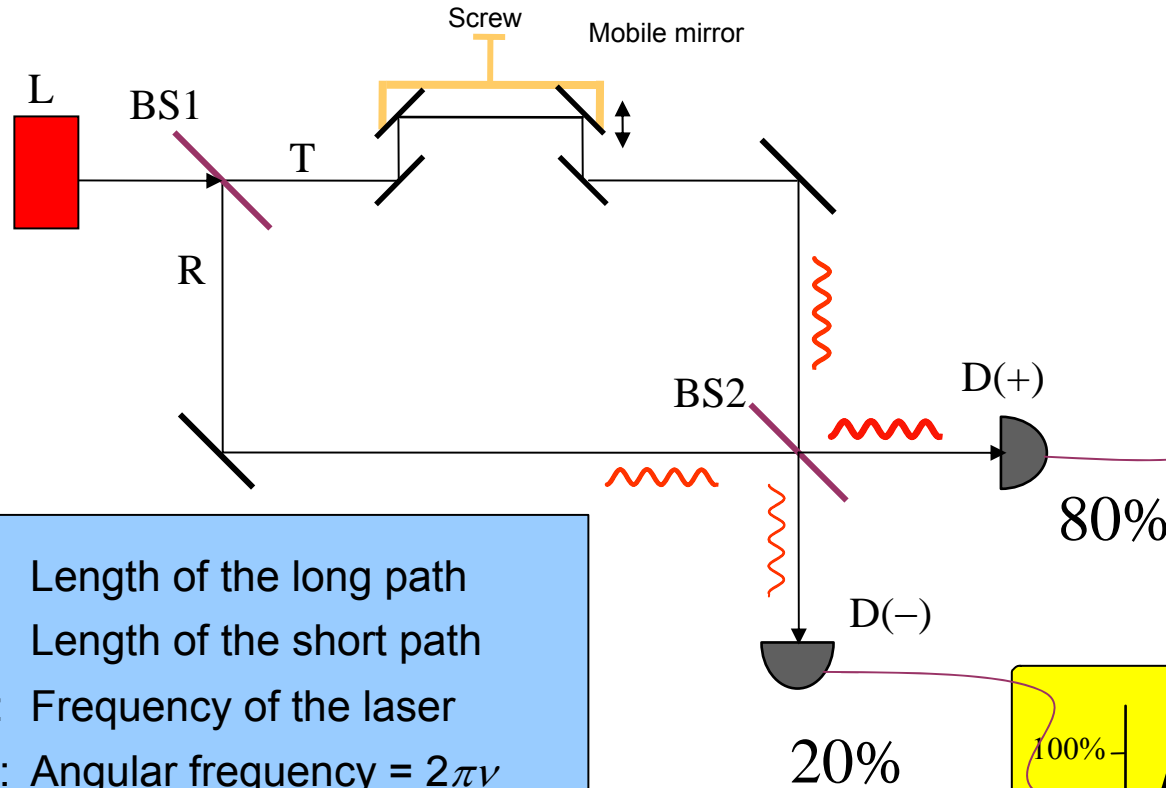 Screw
Mobile mirror
L
BS1
T
R
BS2
D(+)
80%
D(−)
20%
Length of the long path
Length of the short path
: Frequency of the laser
: Angular frequency = 2πν
100%